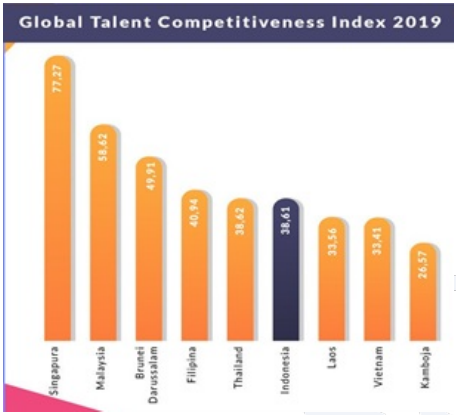 Global Talent Competitiveness Index 2019
77,27
58,62
49,91
40,94
38,62
38,61
33,56
33,41
26,57
Singapura
Malaysia
Brunei
Darussalam
Filipina
Thailand
Indonesia
Laos
Vietnam
Kamboja